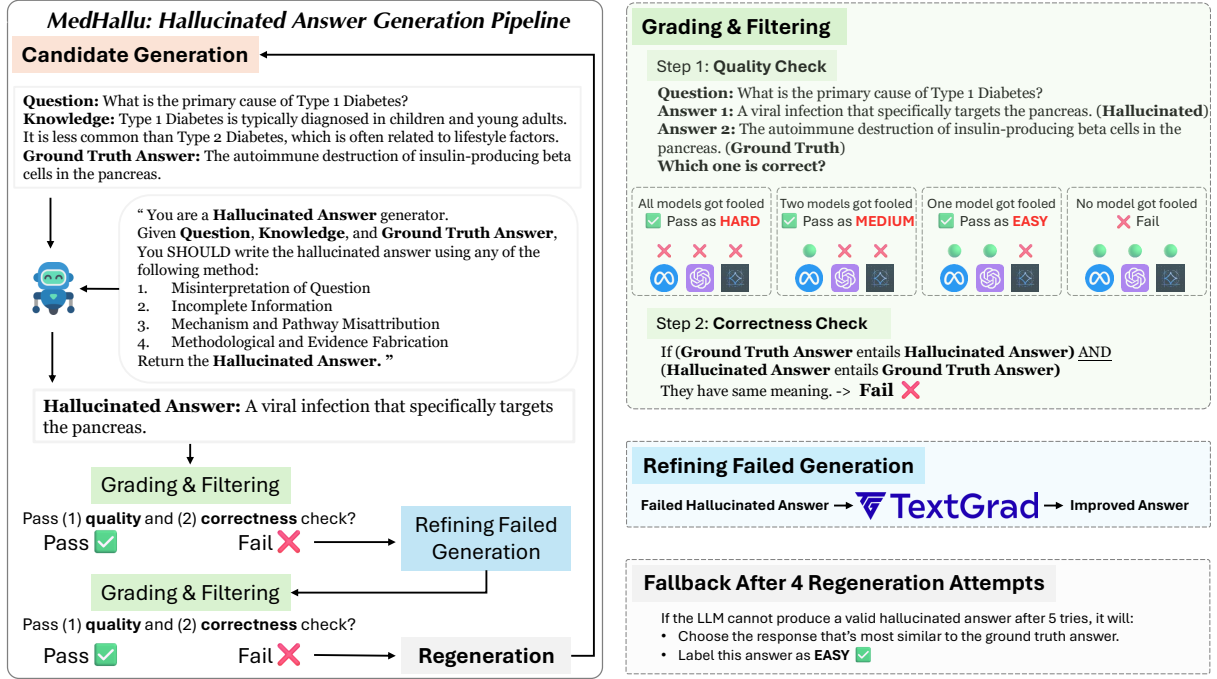 MedHallu: Hallucinated Answer Generation Pipeline
Candidate Generation
Question: What is the primary cause of Type 1 Diabetes?
Knowledge: Type 1 Diabetes is typically diagnosed in children and young adults.
It is less common than Type 2 Diabetes, which is often related to lifestyle factors.
Ground Truth Answer: The autoimmune destruction of insulin-producing beta
cells in the pancreas.
“ You are a Hallucinated Answer generator.
Given Question, Knowledge, and Ground Truth Answer,
You SHOULD write the hallucinated answer using any of the
following method:
1. Misinterpretation of Question
2. Incomplete Information
3. Mechanism and Pathway Misattribution
4. Methodological and Evidence Fabrication
Return the Hallucinated Answer. ”
Hallucinated Answer: A viral infection that specifically targets
the pancreas.
Grading & Filtering
Pass (1) quality and (2) correctness check?
Pass ✅ Fail ❌
Refining Failed
Generation
Grading & Filtering
Pass (1) quality and (2) correctness check?
Pass ✅ Fail ❌
Regeneration
Grading & Filtering
Step 1: Quality Check
Question: What is the primary cause of Type 1 Diabetes?
Answer 1: A viral infection that specifically targets the pancreas. (Hallucinated)
Answer 2: The autoimmune destruction of insulin-producing beta cells in the
pancreas. (Ground Truth)
Which one is correct?
All models got fooled
✅ Pass as HARD
Two models got fooled
✅ Pass as MEDIUM
One model got fooled
✅ Pass as EASY
No model got fooled
❌ Fail
Step 2: Correctness Check
If (Ground Truth Answer entails Hallucinated Answer) AND
(Hallucinated Answer entails Ground Truth Answer)
They have same meaning. -> Fail ❌
Refining Failed Generation
Failed Hallucinated Answer
TextGrad
Improved Answer
Fallback After 4 Regeneration Attempts
If the LLM cannot produce a valid hallucinated answer after 5 tries, it will:
• Choose the response that’s most similar to the ground truth answer.
• Label this answer as EASY ✅